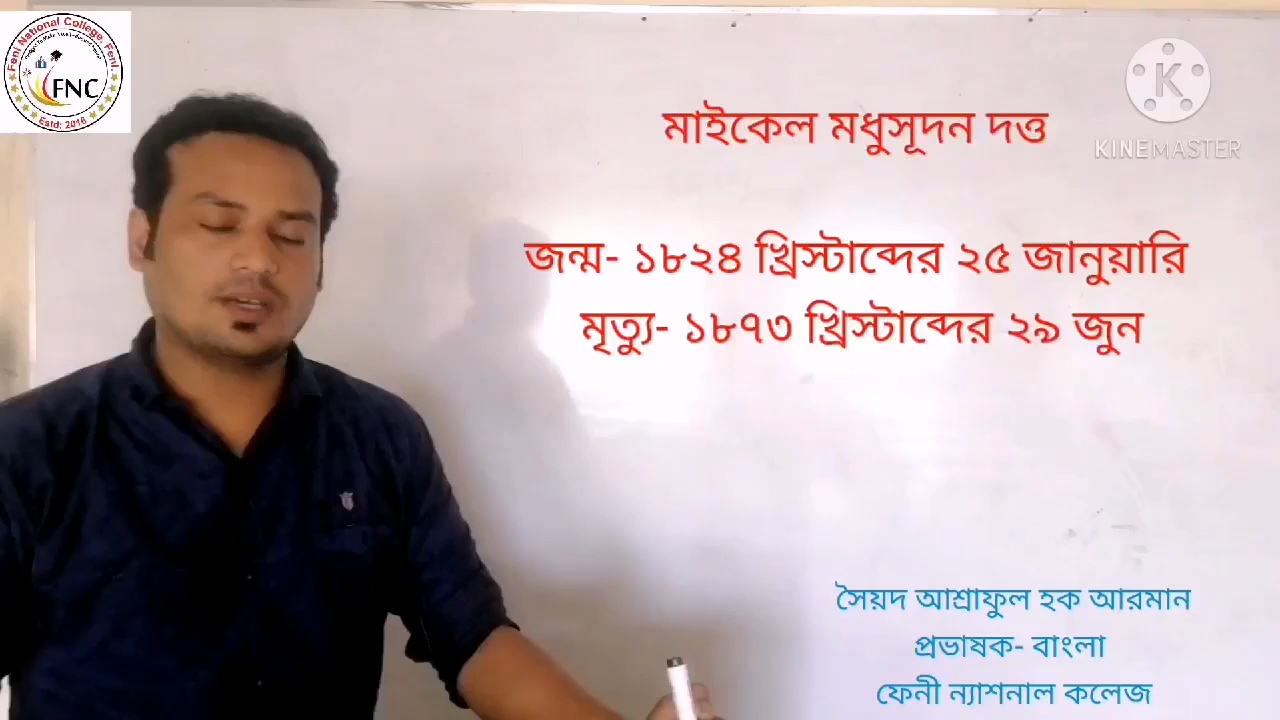 Feni National College, Feni.
FNC
Estd: 2018
KINEMASTER
মাইকেল মধুসূদন দত্ত
জন্ম- ১৮২৪ খ্রিস্টাব্দের ২৫ জানুয়ারি
মৃত্যু- ১৮৭৩ খ্রিস্টাব্দের ২৯ জুন
সৈয়দ আশ্রাফুল হক আরমান
প্রভাষক- বাংলা
ফেনী ন্যাশনাল কলেজ